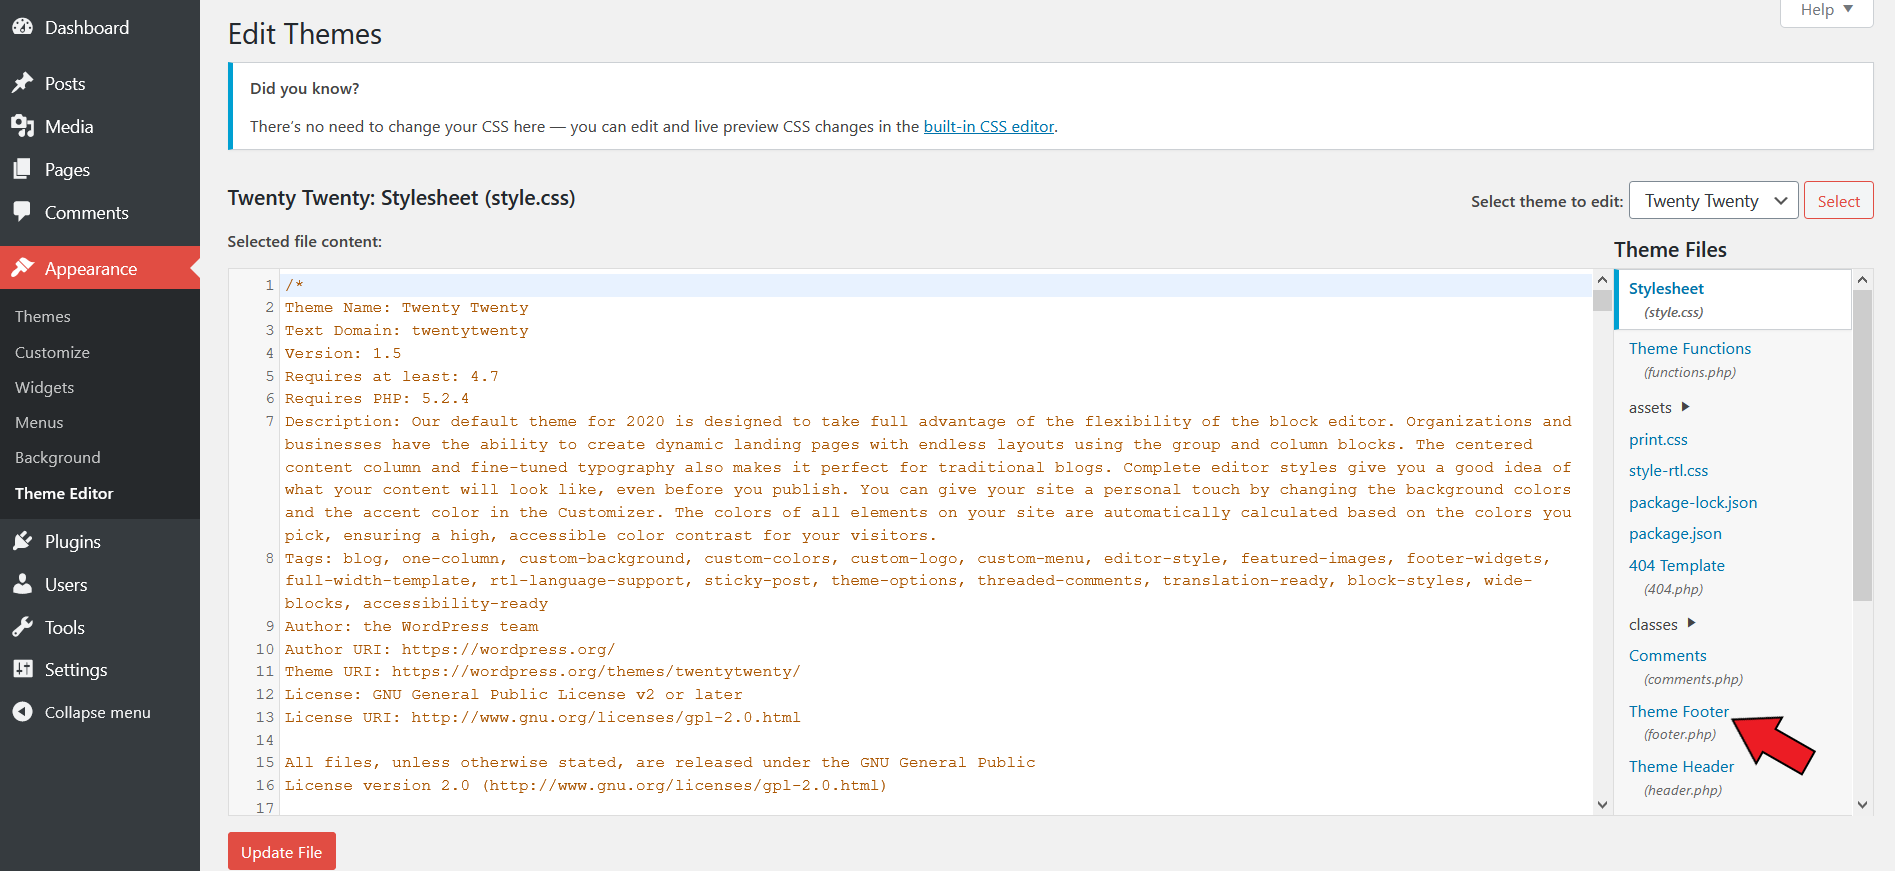 Dashboard
Posts
Media
Pages
Comments
Appearance
Themes
Customize
Widgets
Menus
Background
Theme Editor
Plugins
Users
Tools
Settings
Collapse menu
Help
Edit Themes
Did you know?
There’s no need to change your CSS here — you can edit and live preview CSS changes in the built-in CSS editor.
Twenty Twenty: Stylesheet (style.css)
Select theme to edit: Twenty Twenty Select
Selected file content:
1 /*
2 Theme Name: Twenty Twenty
3 Text Domain: twentytwenty
4 Version: 1.5
5 Requires at least: 4.7
6 Requires PHP: 5.2.4
7 Description: Our default theme for 2020 is designed to take full advantage of the flexibility of the block editor. Organizations and
businesses have the ability to create dynamic landing pages with endless layouts using the group and column blocks. The centered
content column and fine-tuned typography also makes it perfect for traditional blogs. Complete editor styles give you a good idea of
what your content will look like, even before you publish. You can give your site a personal touch by changing the background colors
and the accent color in the Customizer. The colors of all elements on your site are automatically calculated based on the colors you
pick, ensuring a high, accessible color contrast for your visitors.
8 Tags: blog, one-column, custom-background, custom-colors, custom-logo, custom-menu, editor-style, featured-images, footer-widgets,
full-width-template, rtl-language-support, sticky-post, theme-options, threaded-comments, translation-ready, block-styles, wide-
blocks, accessibility-ready
9 Author: the WordPress team
10 Author URI: https://wordpress.org/
11 Theme URI: https://wordpress.org/themes/twentytwenty/
12 License: GNU General Public License v2 or later
13 License URI: http://www.gnu.org/licenses/gpl-2.0.html
14
15 All files, unless otherwise stated, are released under the GNU General Public
16 License version 2.0 (http://www.gnu.org/licenses/gpl-2.0.html)
17
Theme Files
Stylesheet
(style.css)
Theme Functions
(functions.php)
assets
print.css
style-rtl.css
package-lock.json
package.json
404 Template
(404.php)
classes
Comments
(comments.php)
Theme Footer
(footer.php)
Theme Header
(header.php)
Update File